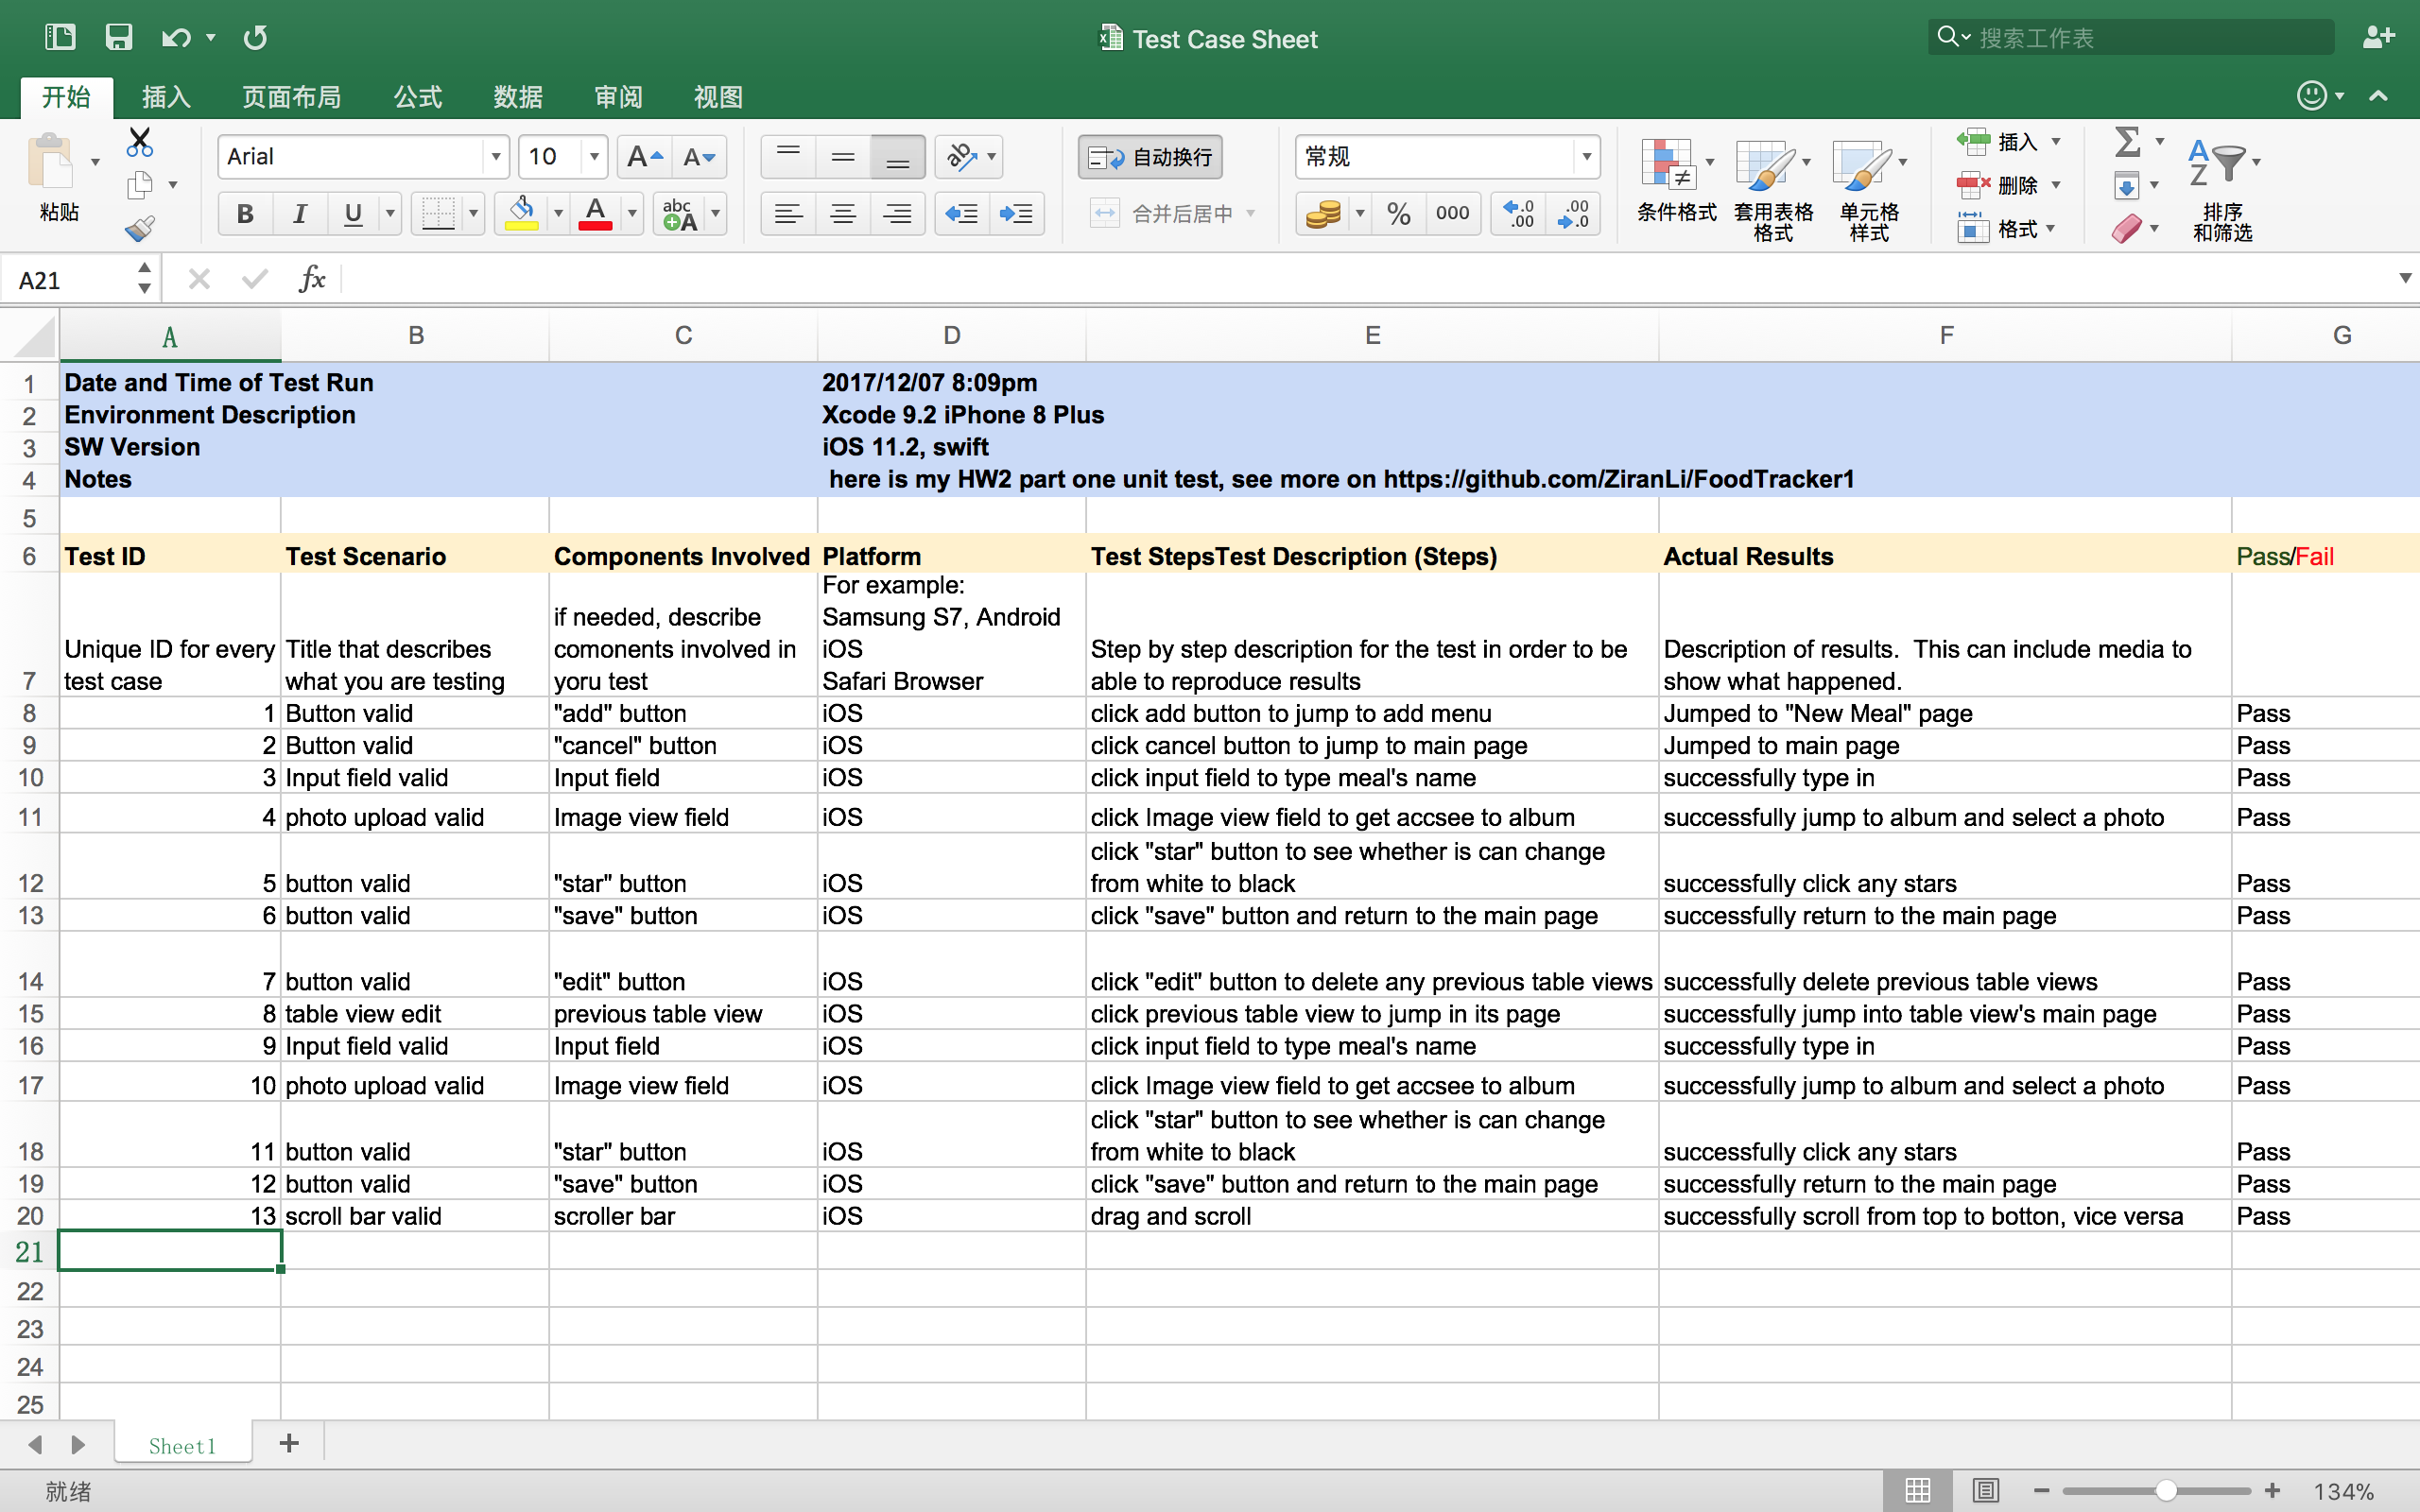 Test Case Sheet
搜索工作表
开始 插入 页面布局 公式 数据 审阅 视图
粘贴
Arial 10
自动换行
合并后居中
常规
条件格式
套用表格
格式
单元格
样式
插入
删除
格式
排序
和筛选
A21 fx
A B C D E F G
1 Date and Time of Test Run 2017/12/07 8:09pm
2 Environment Description Xcode 9.2 iPhone 8 Plus
3 SW Version iOS 11.2, swift
4 Notes here is my HW2 part one unit test, see more on https://github.com/ZiranLi/FoodTracker1
5
6 Test ID Test Scenario Components Involved Platform Test StepsTest Description (Steps) Actual Results Pass/Fail
For example:
if needed, describe Samsung S7, Android
Unique ID for every Title that describes comonents involved in iOS Step by step description for the test in order to be Description of results.  This can include media to
7 test case what you are testing yoru test Safari Browser able to reproduce results show what happened.
8 1 Button valid "add" button iOS click add button to jump to add menu Jumped to "New Meal" page Pass
9 2 Button valid "cancel" button iOS click cancel button to jump to main page Jumped to main page Pass
10 3 Input field valid Input field iOS click input field to type meal's name successfully type in Pass
11 4 photo upload valid Image view field iOS click Image view field to get accsee to album successfully jump to album and select a photo Pass
click "star" button to see whether is can change
12 5 button valid "star" button iOS from white to black successfully click any stars Pass
13 6 button valid "save" button iOS click "save" button and return to the main page successfully return to the main page Pass
14 7 button valid "edit" button iOS click "edit" button to delete any previous table views successfully delete previous table views Pass
15 8 table view edit previous table view iOS click previous table view to jump in its page successfully jump into table view's main page Pass
16 9 Input field valid Input field iOS click input field to type meal's name successfully type in Pass
17 10 photo upload valid Image view field iOS click Image view field to get accsee to album successfully jump to album and select a photo Pass
click "star" button to see whether is can change
18 11 button valid "star" button iOS from white to black successfully click any stars Pass
19 12 button valid "save" button iOS click "save" button and return to the main page successfully return to the main page Pass
20 13 scroll bar valid scroller bar iOS drag and scroll successfully scroll from top to botton, vice versa Pass
21
22
23
24
25
Sheet1
就绪 134%